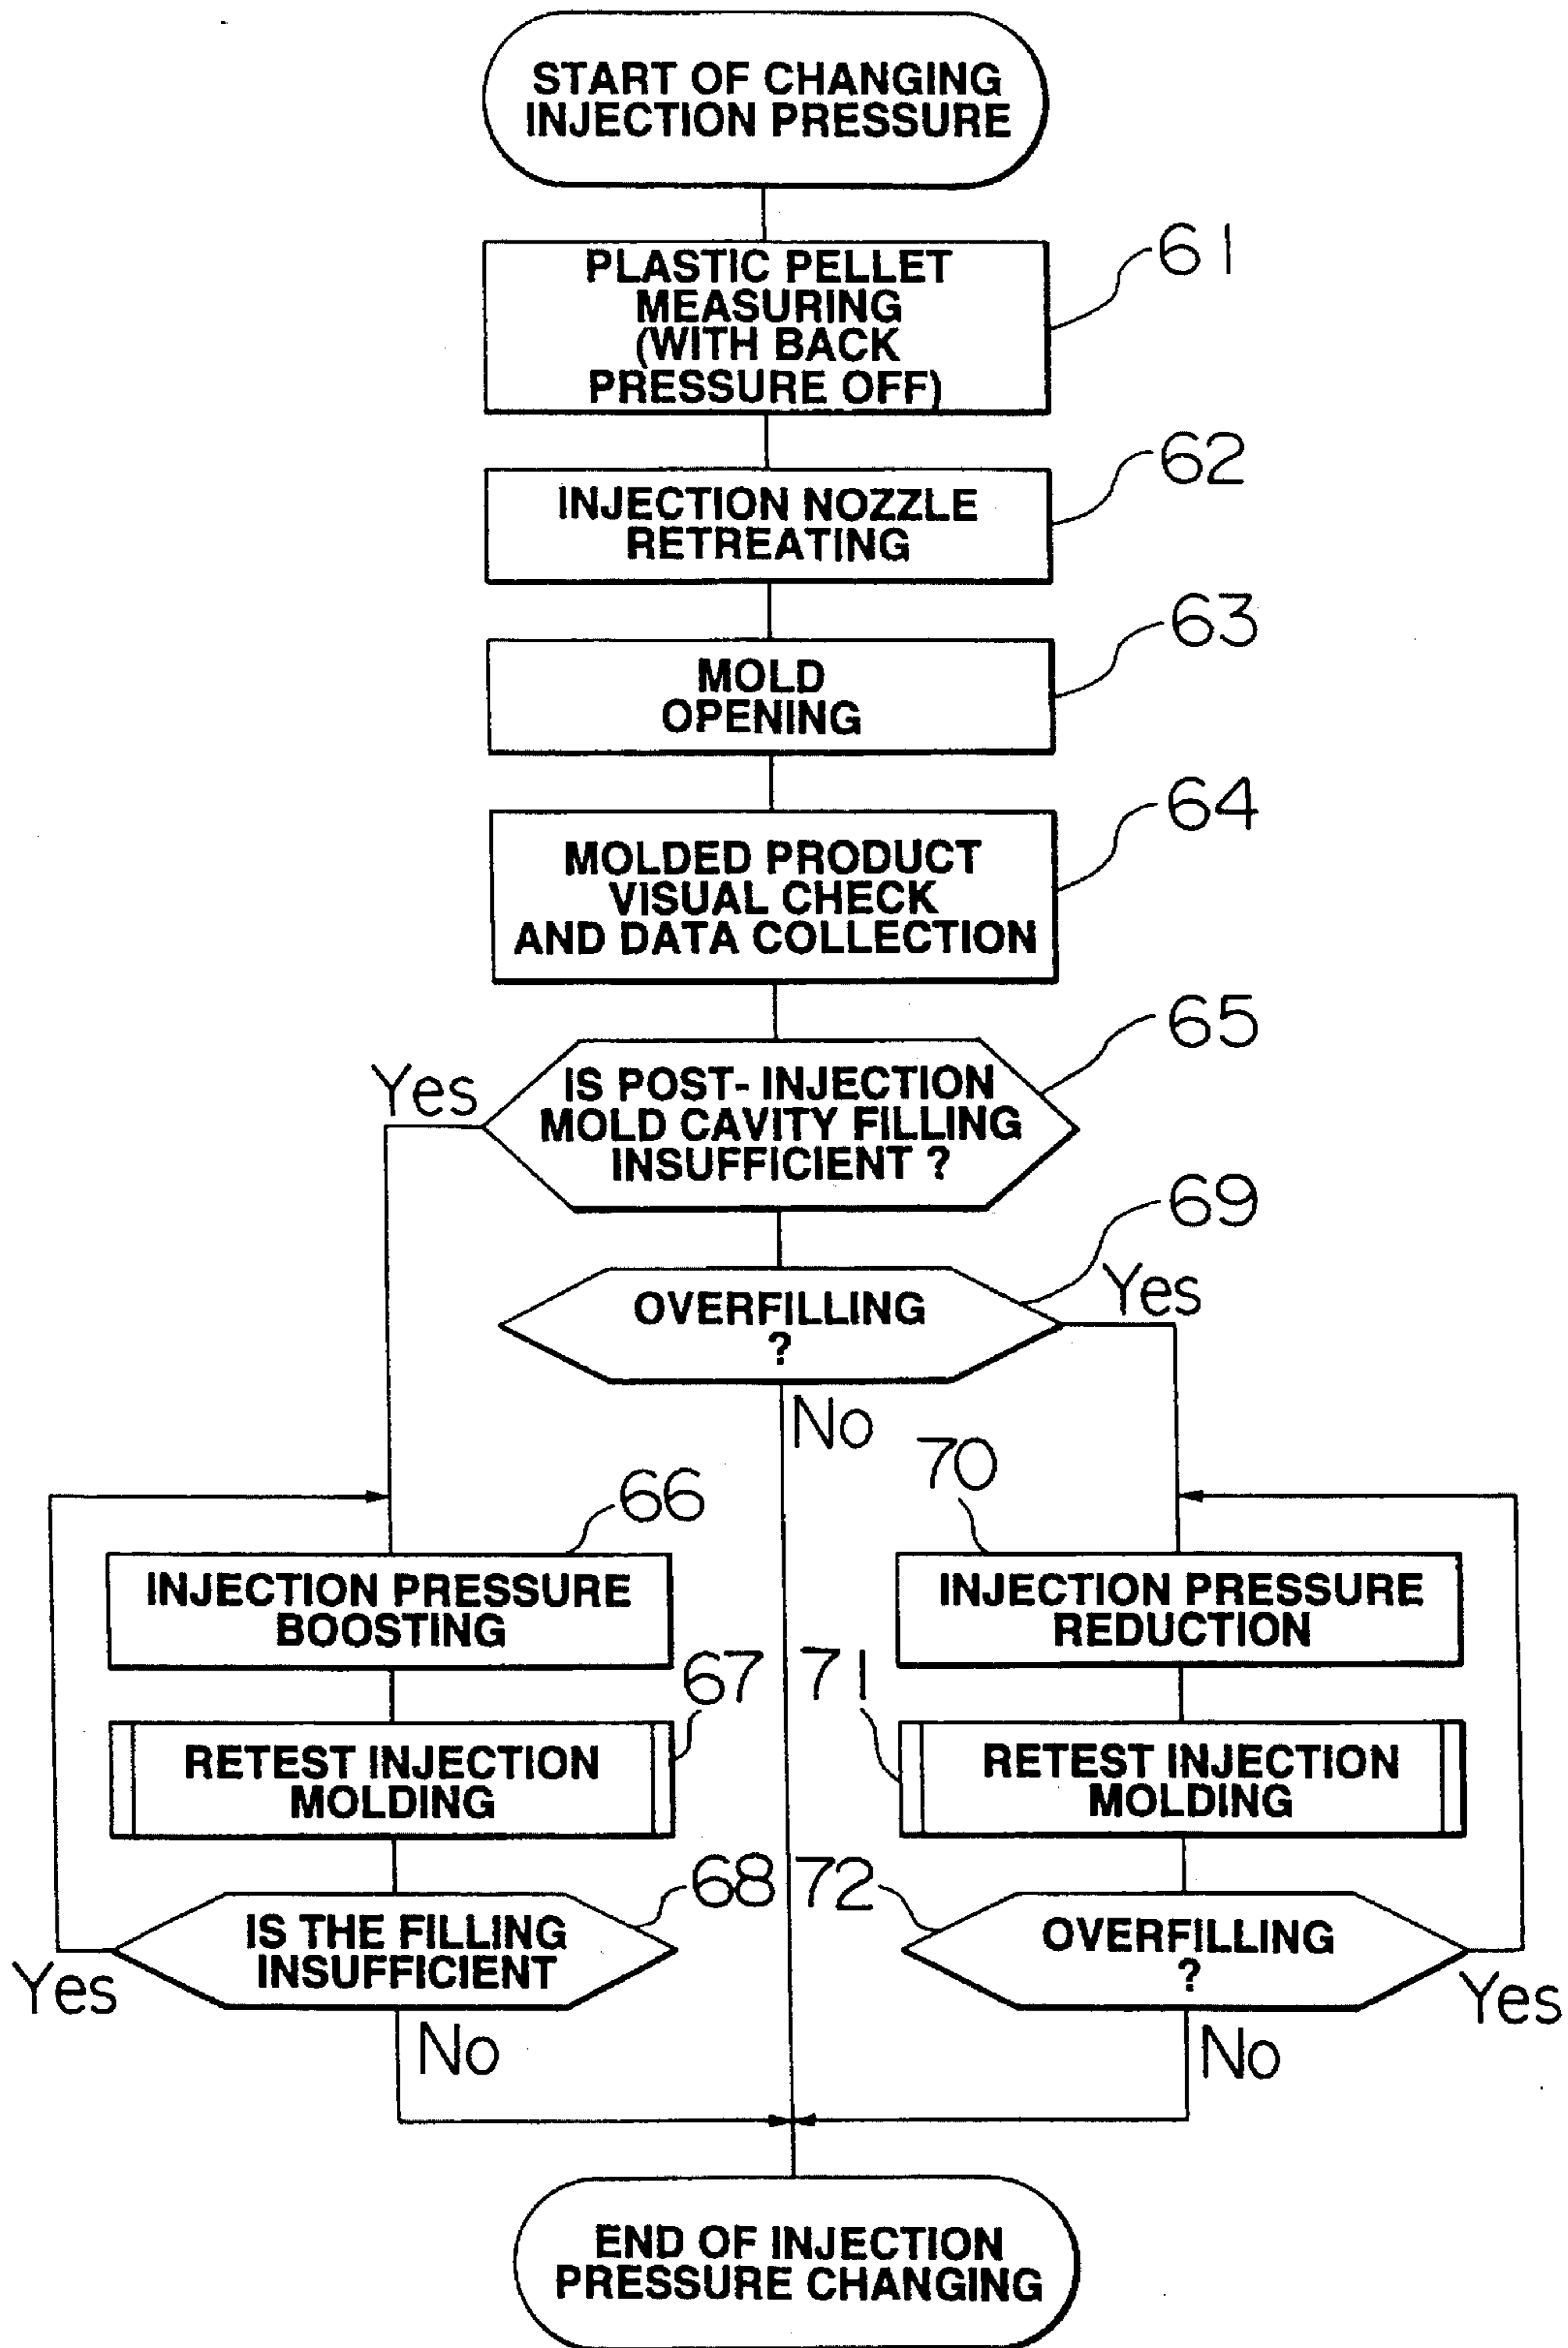 START OF CHANGING
INJECTION PRESSURE
61
PLASTIC PELLET
MEASURING
(WITH BACK
PRESSURE OFF)
62
INJECTION NOZZLE
RETREATING
63
MOLD
OPENING
64
MOLDED PRODUCT
VISUAL CHECK
AND DATA COLLECTION
65
Yes
IS POST- INJECTION
MOLD CAVITY FILLING
INSUFFICIENT ?
69
Yes
OVERFILLING
?
No
66
INJECTION PRESSURE
BOOSTING
67
RETEST INJECTION
MOLDING
68
IS THE FILLING
INSUFFICIENT
Yes
No
70
INJECTION PRESSURE
REDUCTION
71
RETEST INJECTION
MOLDING
72
OVERFILLING
?
Yes
No
END OF INJECTION
PRESSURE CHANGING